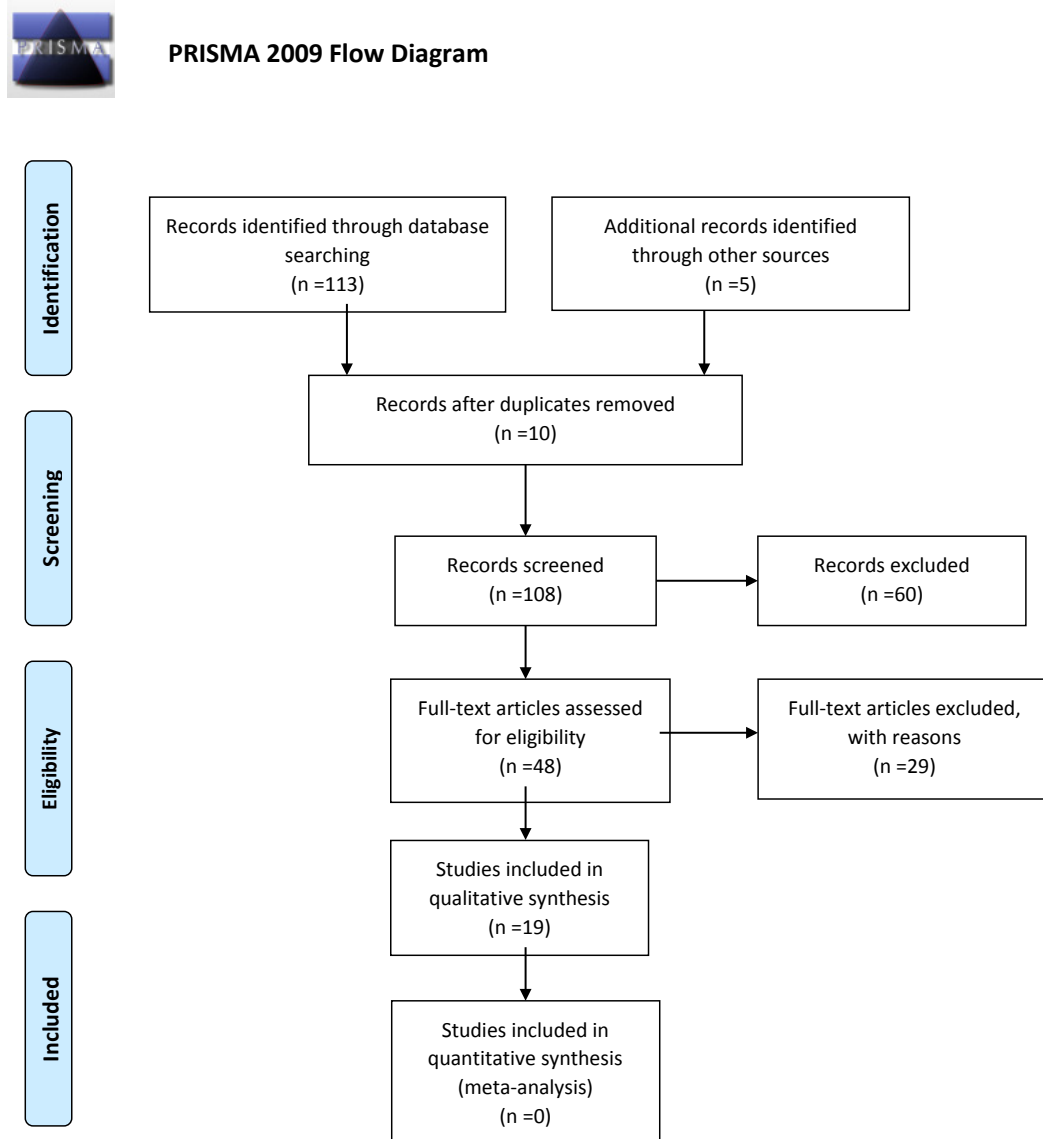 PRISMA
PRISMA 2009 Flow Diagram
Identification
Records identified through database
searching
(n =113)
Additional records identified
through other sources
(n =5)
Records after duplicates removed
(n =10)
Screening
Records screened
(n =108)
Records excluded
(n =60)
Eligibility
Full-text articles assessed
for eligibility
(n =48)
Full-text articles excluded,
with reasons
(n =29)
Studies included in
qualitative synthesis
(n =19)
Included
Studies included in
quantitative synthesis
(meta-analysis)
(n =0)